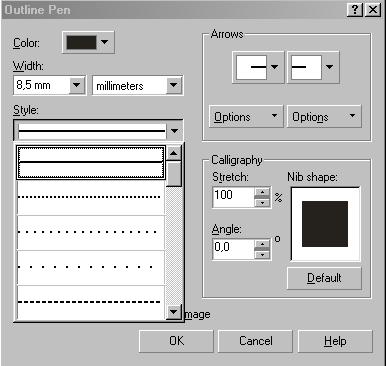 Outline Pen
Color:
Width:
8,5 mm
millimeters
Style:
Arrows
Options
Options
Calligraphy
Stretch:
100
%
Angle:
0,0
o
Nib shape:
Default
mage
OK
Cancel
Help